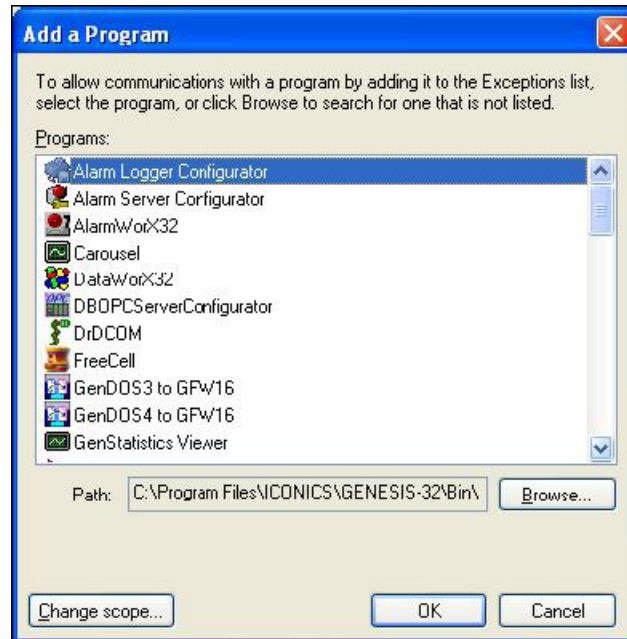 Add a Program
To allow communications with a program by adding it to the Exceptions list,
select the program, or click Browse to search for one that is not listed.
Programs:
Alarm Logger Configurator
Alarm Server Configurator
AlarmWorX32
Carousel
DataWorX32
DBOPCServerConfigurator
DrDCOM
FreeCell
GenDOS3 to GFW16
GenDOS4 to GFW16
GenStatistics Viewer
Path: C:\Program Files\ICONICS\GENESIS-32\Bin\ Browse...
Change scope... OK Cancel